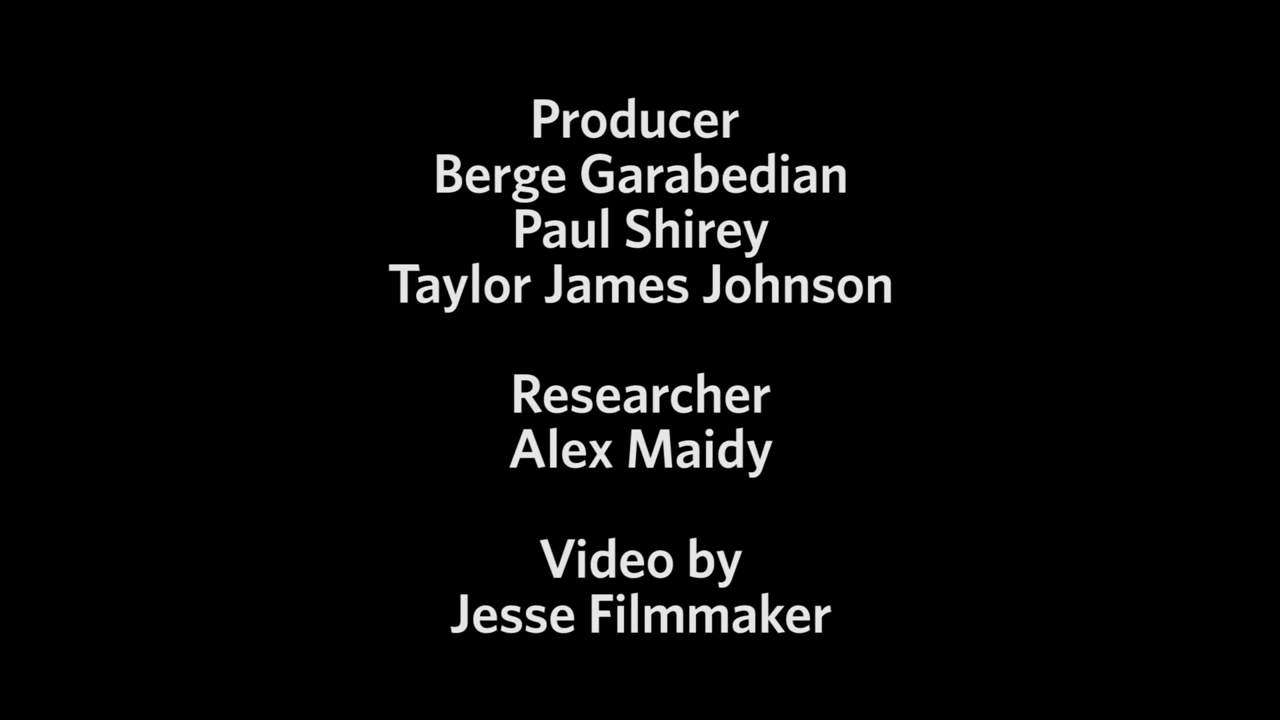 Producer
Berge Garabedian
Paul Shirey
Taylor James Johnson
Researcher
Alex Maidy
Video by
Jesse Filmmaker